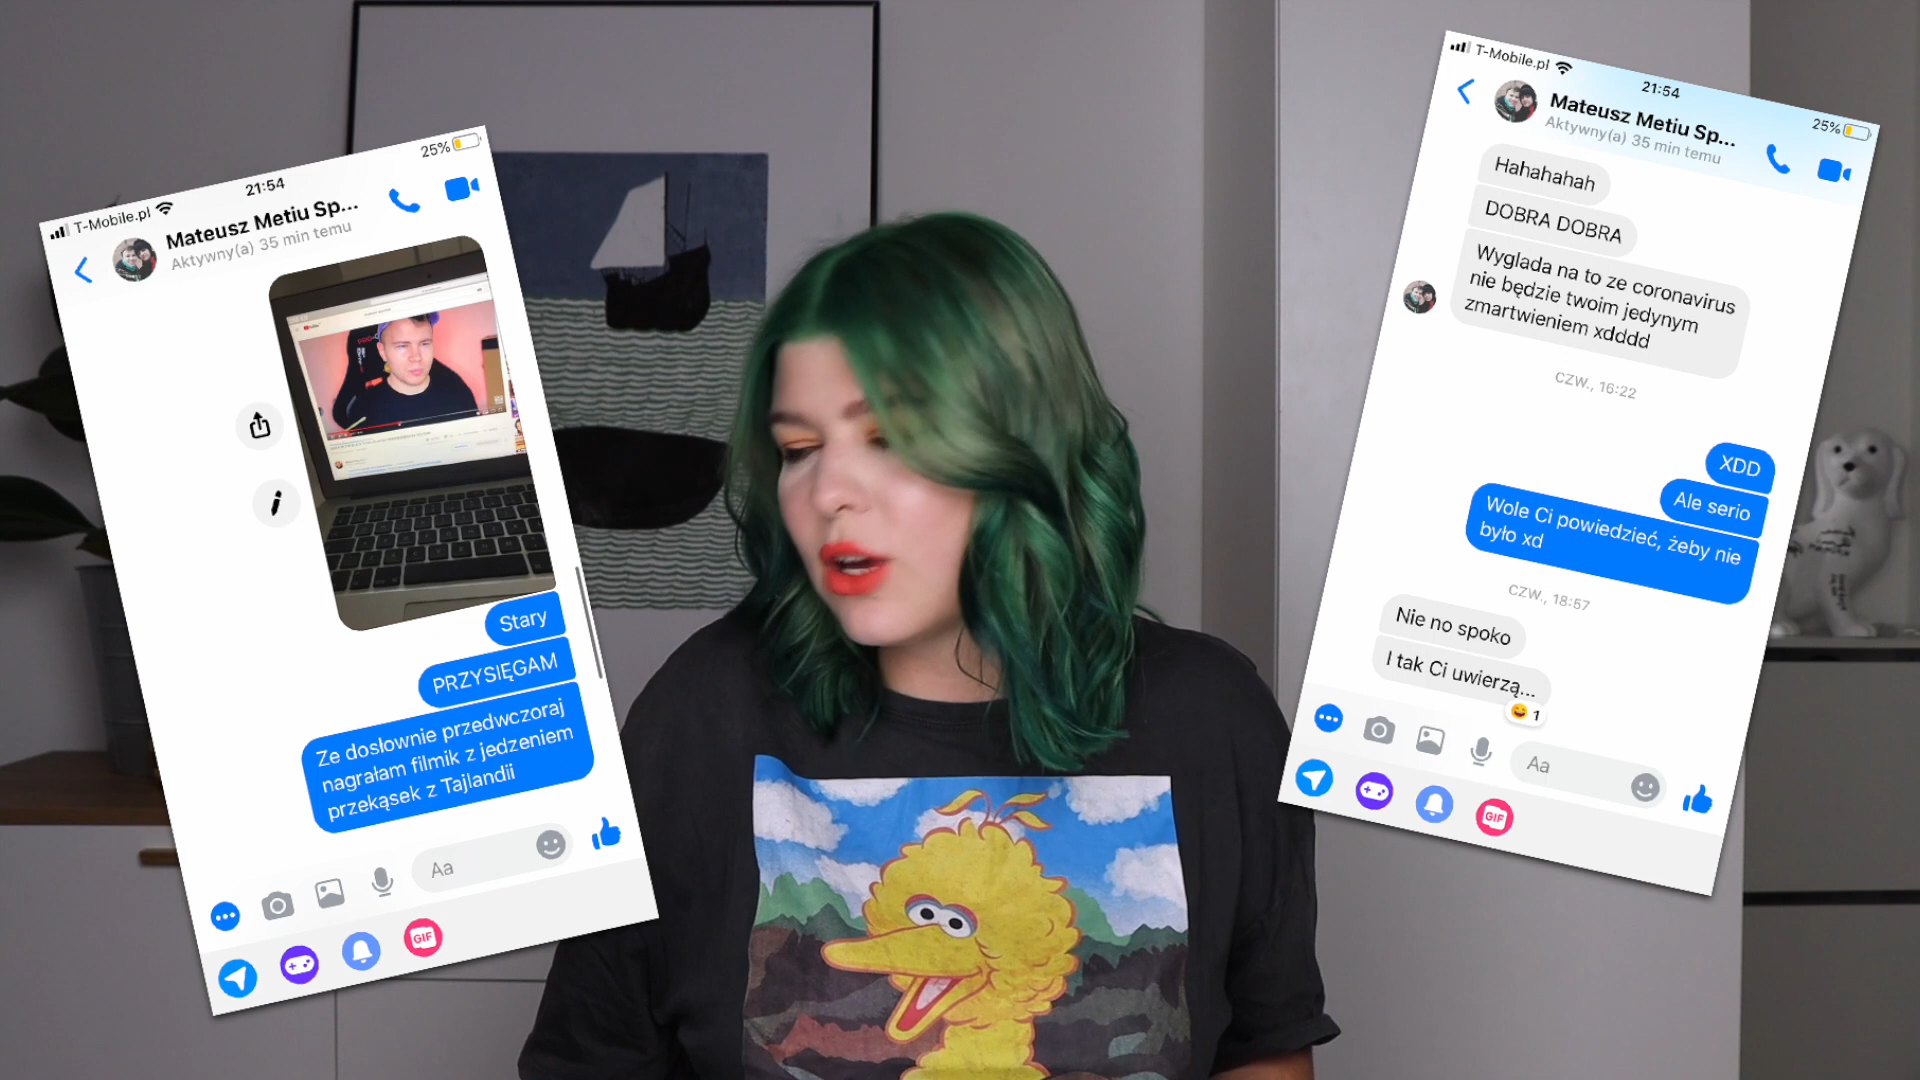 T-Mobile.pl
21:54
25%
Mateusz Metiu Sp...
Aktywny(a) 35 min temu
Stary
PRZYSIĘGAM
Ze dosłownie przedwczoraj
nagrałam filmik z jedzeniem
przekąsek z Tajlandii
Aa
GIF
T-Mobile.pl
21:54
25%
Mateusz Metiu Sp...
Aktywny(a) 35 min temu
Hahahahah
DOBRA DOBRA
Wyglada na to ze coronavirus
nie będzie twoim jedynym
zmartwieniem xdddd
CZW., 16:22
XDD
Ale serio
Wole Ci powiedzieć, żeby nie
było xd
CZW., 18:57
Nie no spoko
I tak Ci uwierzą...
1
Aa
GIF